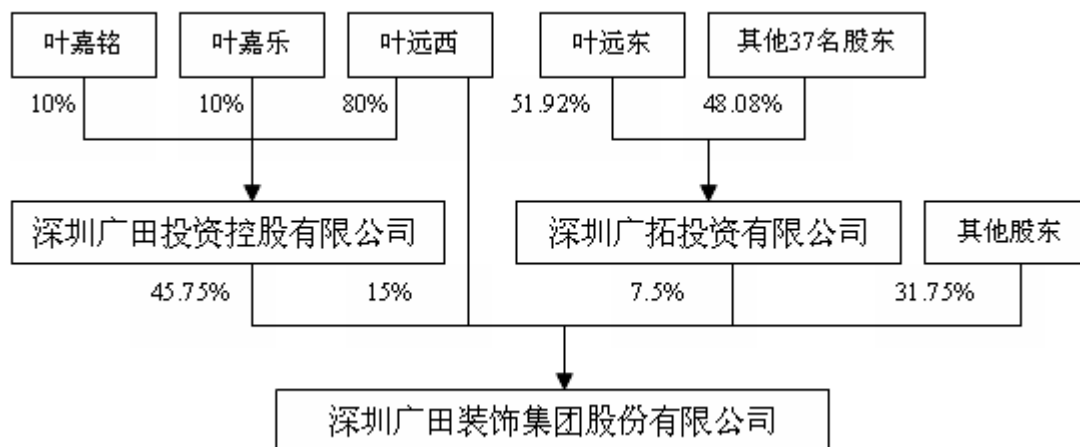 叶嘉铭 叶嘉乐 叶远西 叶远东 其他37名股东
10% 10% 80% 51.92% 48.08%
深圳广田投资控股有限公司 深圳广拓投资有限公司 其他股东
45.75% 15% 7.5% 31.75%
深圳广田装饰集团股份有限公司